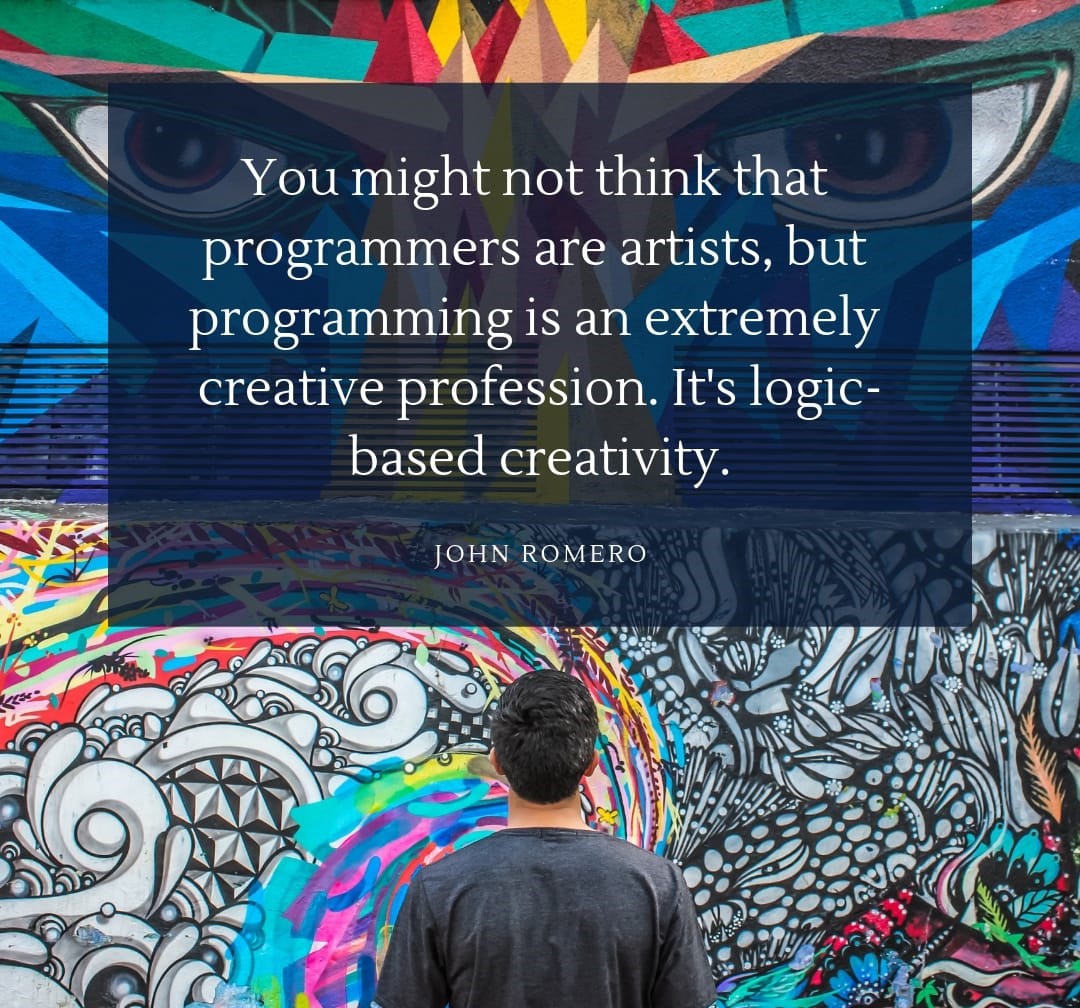 You might not think that
programmers are artists, but
programming is an extremely
creative profession. It's logic-
based creativity.
JOHN ROMERO